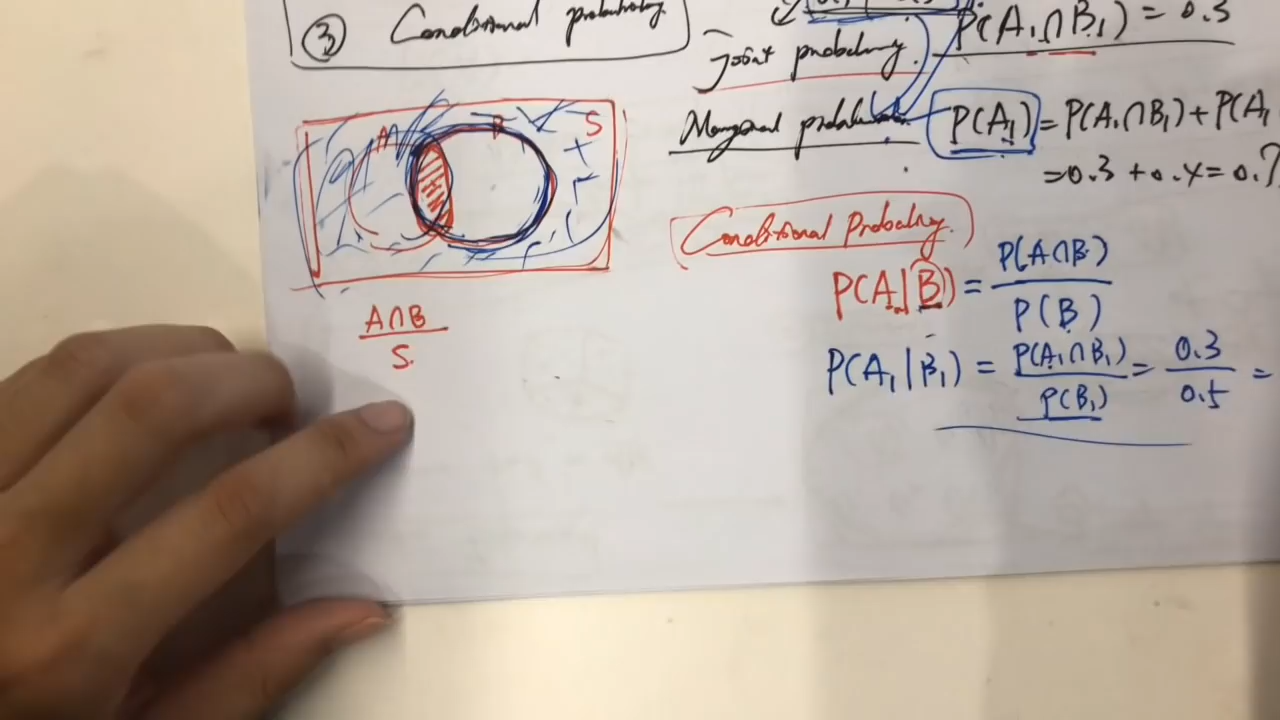 ③ Conditional probability
Joint probability. P(A₁∩B₁) = 0.3
Marginal probability P(A₁) = P(A₁∩B₁) + P(A₁
= 0.3 + 0.4 = 0.7
A B S
Conditional Probability.
P(A|B) = P(A∩B) / P(B)
A∩B / S.
P(A₁|B₁) = P(A₁∩B₁) / P(B₁) = 0.3 / 0.5 =